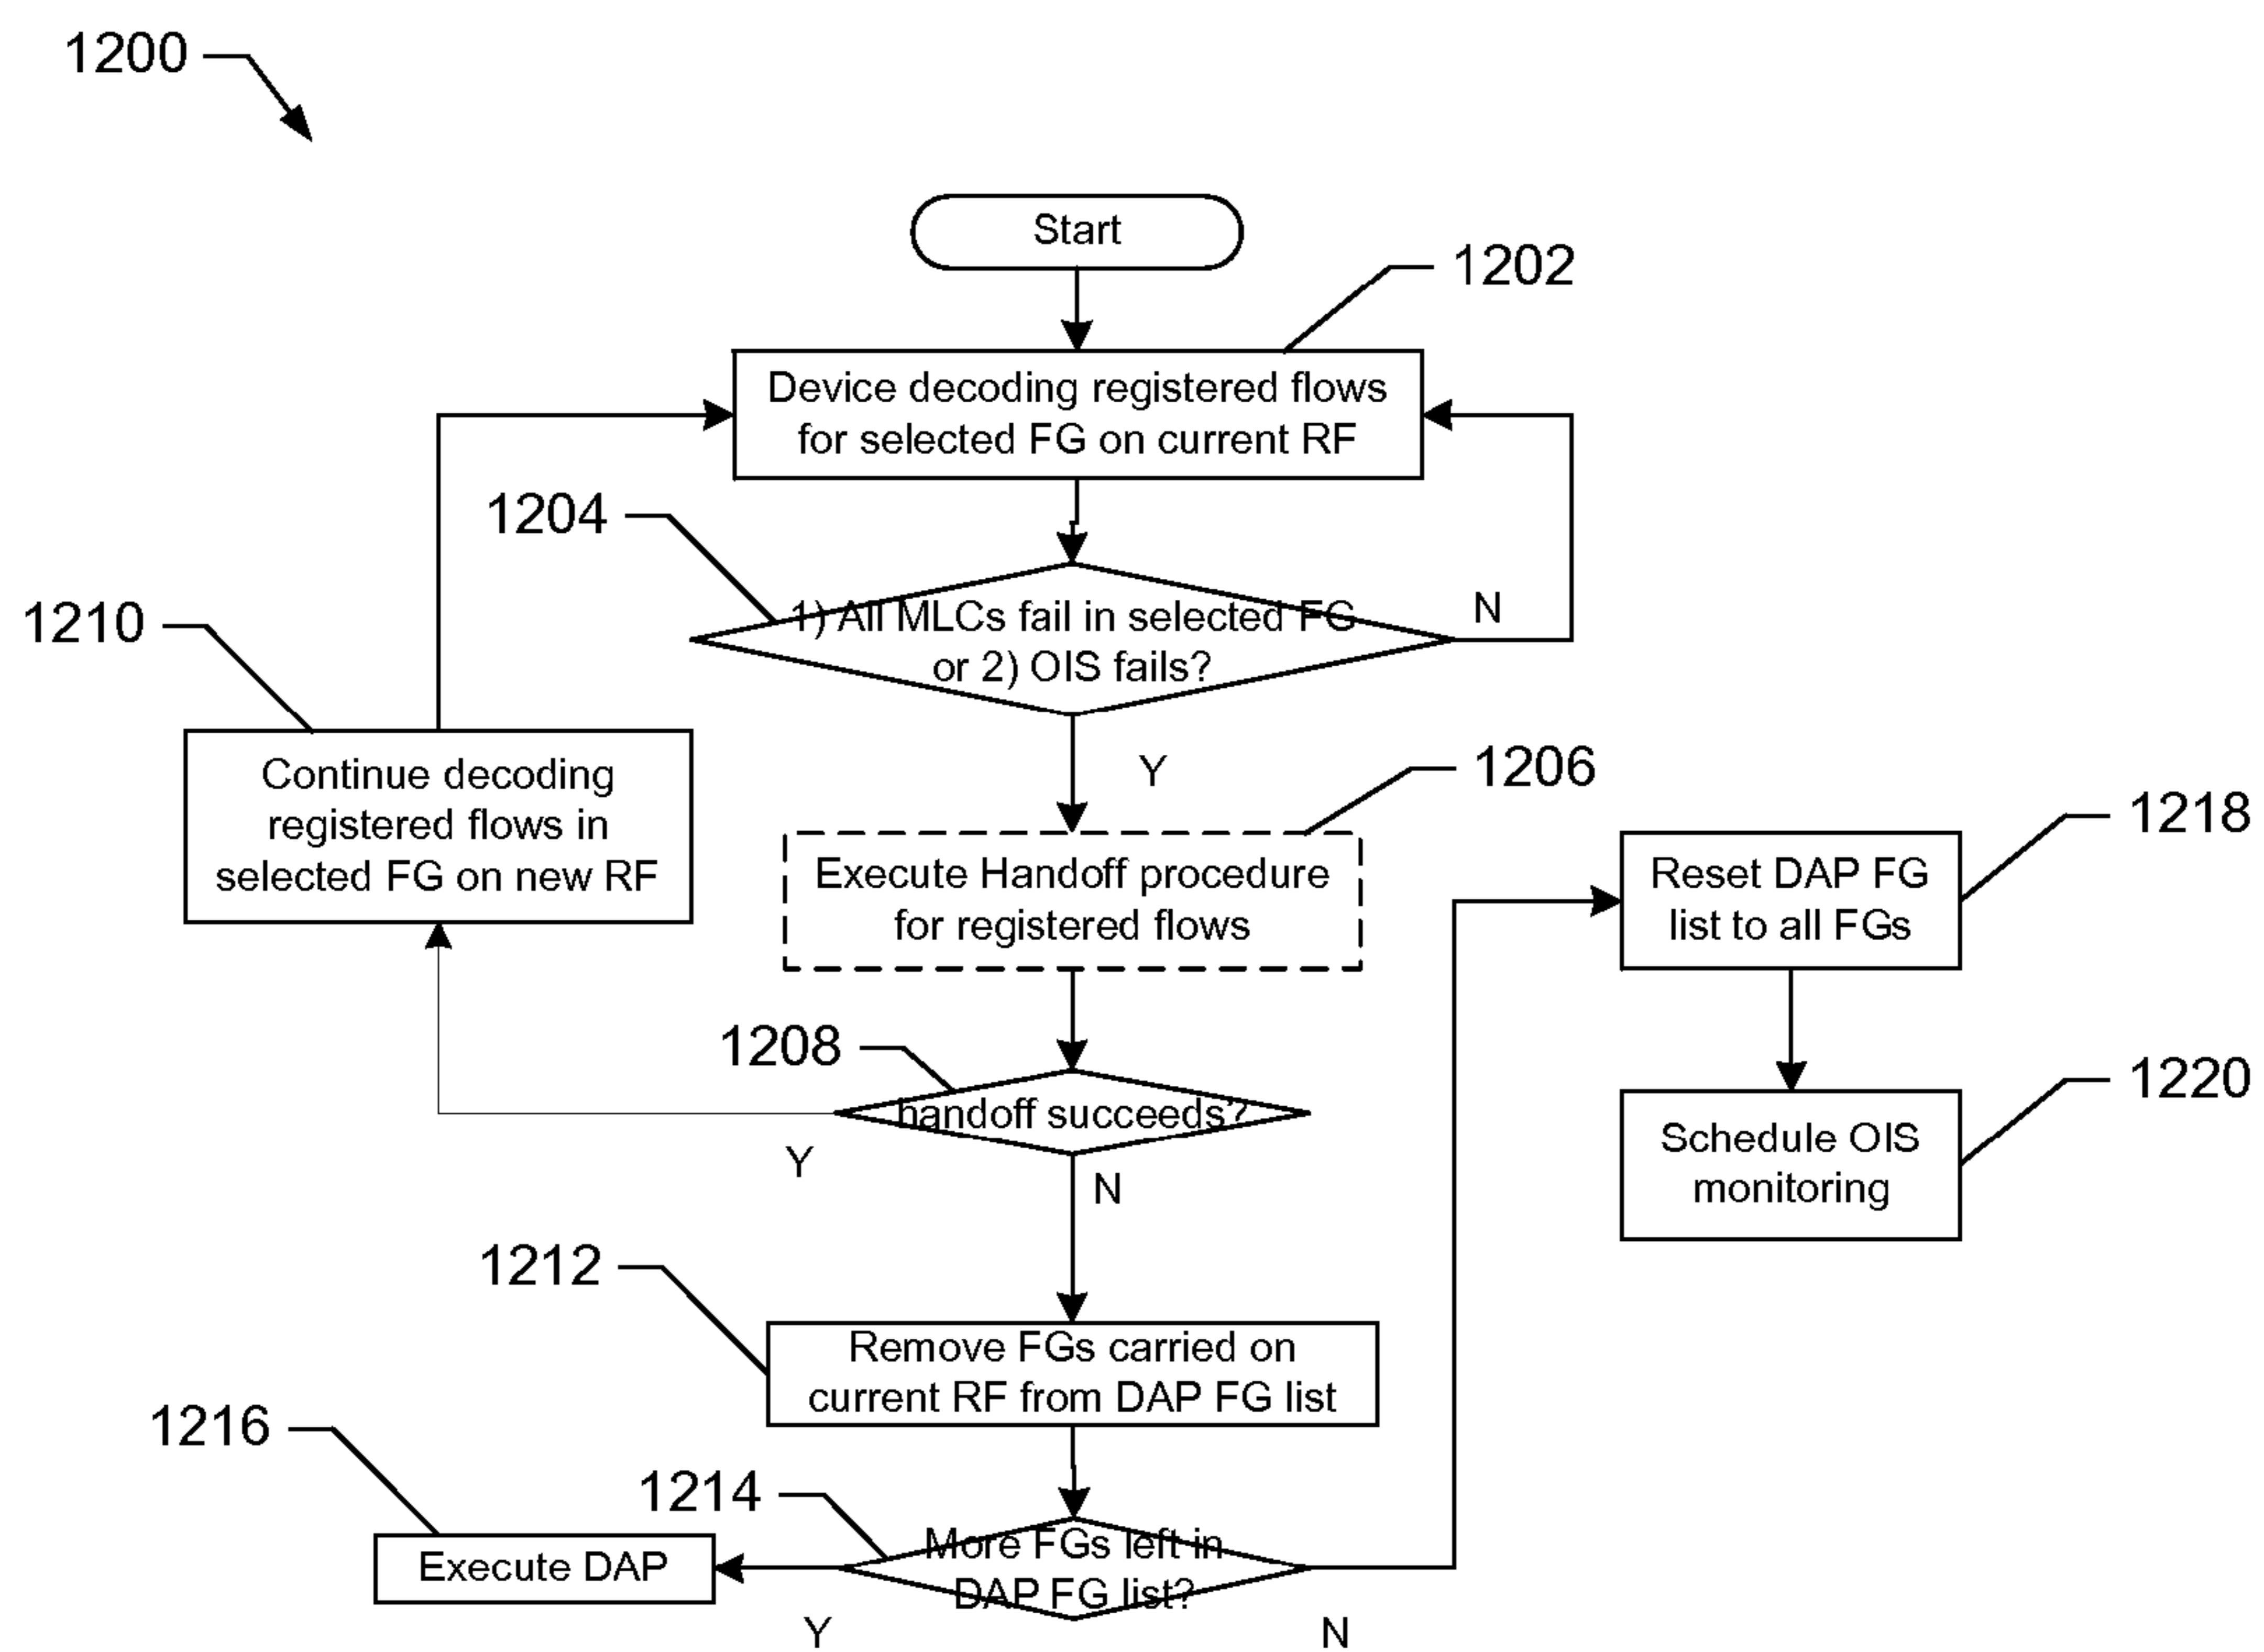 1200
Start
1202
Device decoding registered flows
for selected FG on current RF
1204
1) All MLCs fail in selected FG
or 2) OIS fails?
N
1210
Continue decoding
registered flows in
selected FG on new RF
Y
1206
Execute Handoff procedure
for registered flows
1218
Reset DAP FG
list to all FGs
1208
handoff succeeds?
Y
N
1220
Schedule OIS
monitoring
1212
Remove FGs carried on
current RF from DAP FG list
1216
Execute DAP
1214
More FGs left in
DAP FG list?
Y
N